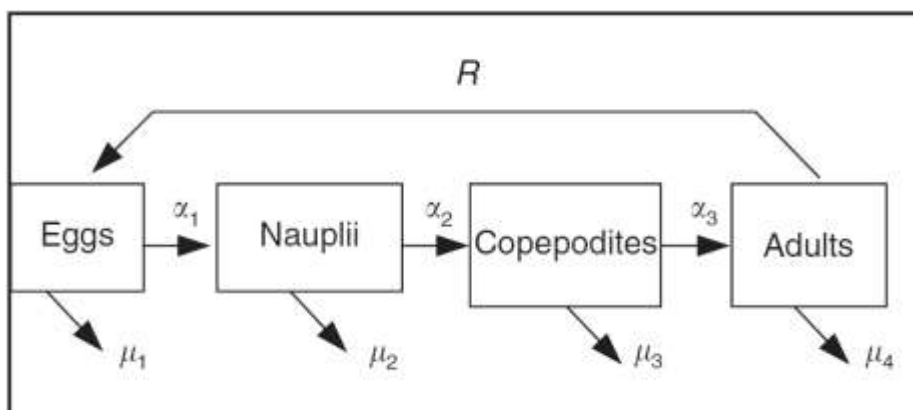 R
Eggs
α₁
Nauplii
α₂
Copepodites
α₃
Adults
μ₁
μ₂
μ₃
μ₄